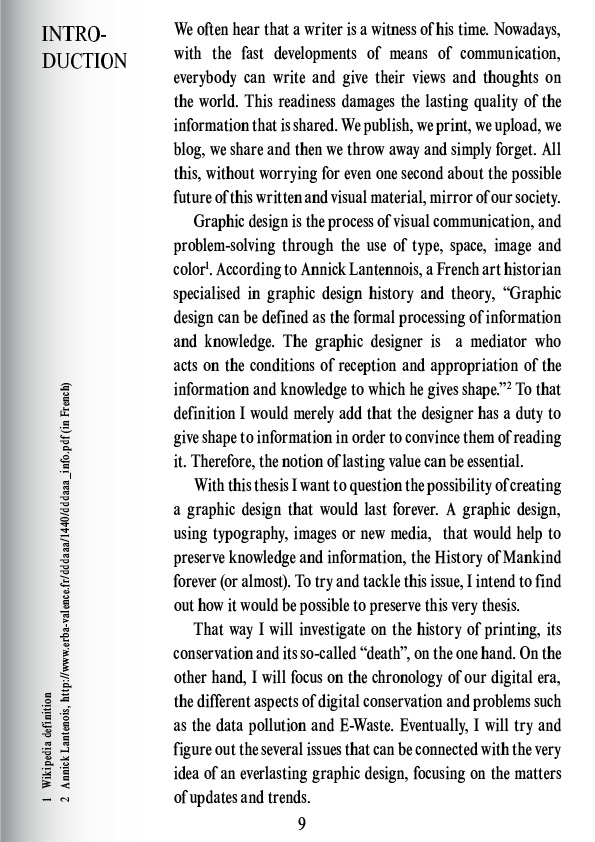 INTRO-
DUCTION
We often hear that a writer is a witness of his time. Nowadays,
with the fast developments of means of communication,
everybody can write and give their views and thoughts on
the world. This readiness damages the lasting quality of the
information that is shared. We publish, we print, we upload, we
blog, we share and then we throw away and simply forget. All
this, without worrying for even one second about the possible
future of this written and visual material, mirror of our society.
Graphic design is the process of visual communication, and
problem-solving through the use of type, space, image and
color¹. According to Annick Lantennois, a French art historian
specialised in graphic design history and theory, “Graphic
design can be defined as the formal processing of information
and knowledge. The graphic designer is a mediator who
acts on the conditions of reception and appropriation of the
information and knowledge to which he gives shape.”² To that
definition I would merely add that the designer has a duty to
give shape to information in order to convince them of reading
it. Therefore, the notion of lasting value can be essential.
With this thesis I want to question the possibility of creating
a graphic design that would last forever. A graphic design,
using typography, images or new media, that would help to
preserve knowledge and information, the History of Mankind
forever (or almost). To try and tackle this issue, I intend to find
out how it would be possible to preserve this very thesis.
That way I will investigate on the history of printing, its
conservation and its so-called “death”, on the one hand. On the
other hand, I will focus on the chronology of our digital era,
the different aspects of digital conservation and problems such
as the data pollution and E-Waste. Eventually, I will try and
figure out the several issues that can be connected with the very
idea of an everlasting graphic design, focusing on the matters
of updates and trends.
1 Wikipedia definition
2 Annick Lantenois, http://www.erba-valence.fr/dddaaa/1440/dddaaa_info.pdf (in French)
9